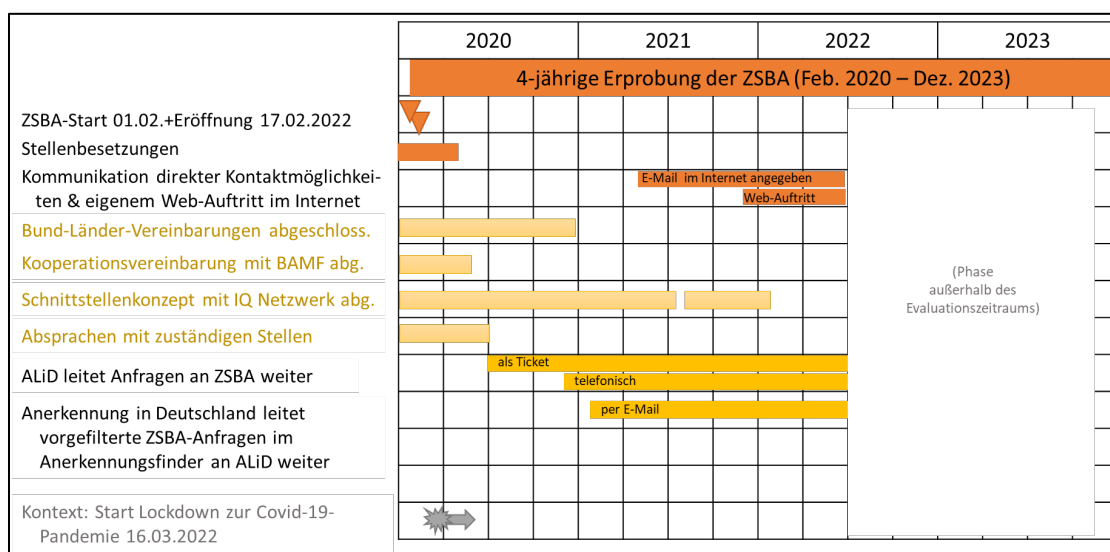 2020 2021 2022 2023
4-jährige Erprobung der ZSBA (Feb. 2020 – Dez. 2023)
ZSBA-Start 01.02.+Eröffnung 17.02.2022
Stellenbesetzungen
Kommunikation direkter Kontaktmöglichkei-
ten & eigenem Web-Auftritt im Internet
E-Mail im Internet angegeben
Web-Auftritt
Bund-Länder-Vereinbarungen abgeschloss.
Kooperationsvereinbarung mit BAMF abg.
Schnittstellenkonzept mit IQ Netzwerk abg.
Absprachen mit zuständigen Stellen
ALiD leitet Anfragen an ZSBA weiter
als Ticket
telefonisch
Anerkennung in Deutschland leitet
vorgefilterte ZSBA-Anfragen im
Anerkennungsfinder an ALiD weiter
per E-Mail
(Phase
außerhalb des
Evaluationszeitraums)
Kontext: Start Lockdown zur Covid-19-
Pandemie 16.03.2022